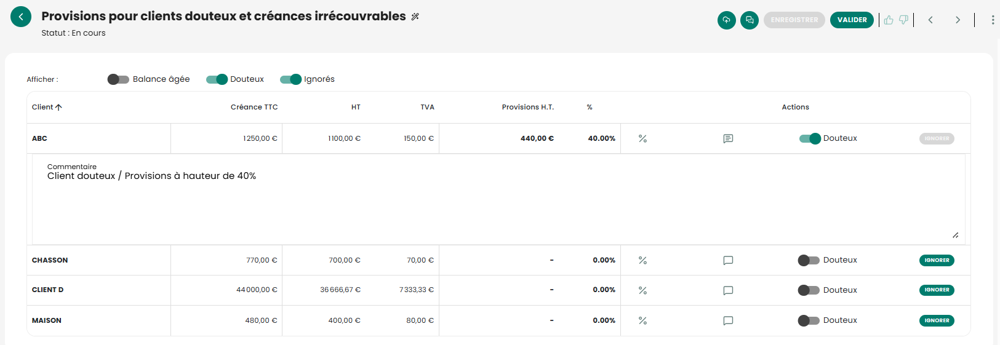 Provisions pour clients douteux et créances irrécouvrables
Statut : En cours
ENREGISTRER
VALIDER
Afficher :
Balance âgée
Douteux
Ignorés
Client Créance TTC HT TVA Provisions H.T. % Actions
ABC 1 250,00 € 1 100,00 € 150,00 € 440,00 € 40.00% Douteux IGNORER
Commentaire
Client douteux / Provisions à hauteur de 40%
CHASSON 770,00 € 700,00 € 70,00 € - 0.00% Douteux IGNORER
CLIENT D 44 000,00 € 36 666,67 € 7 333,33 € - 0.00% Douteux IGNORER
MAISON 480,00 € 400,00 € 80,00 € - 0.00% Douteux IGNORER